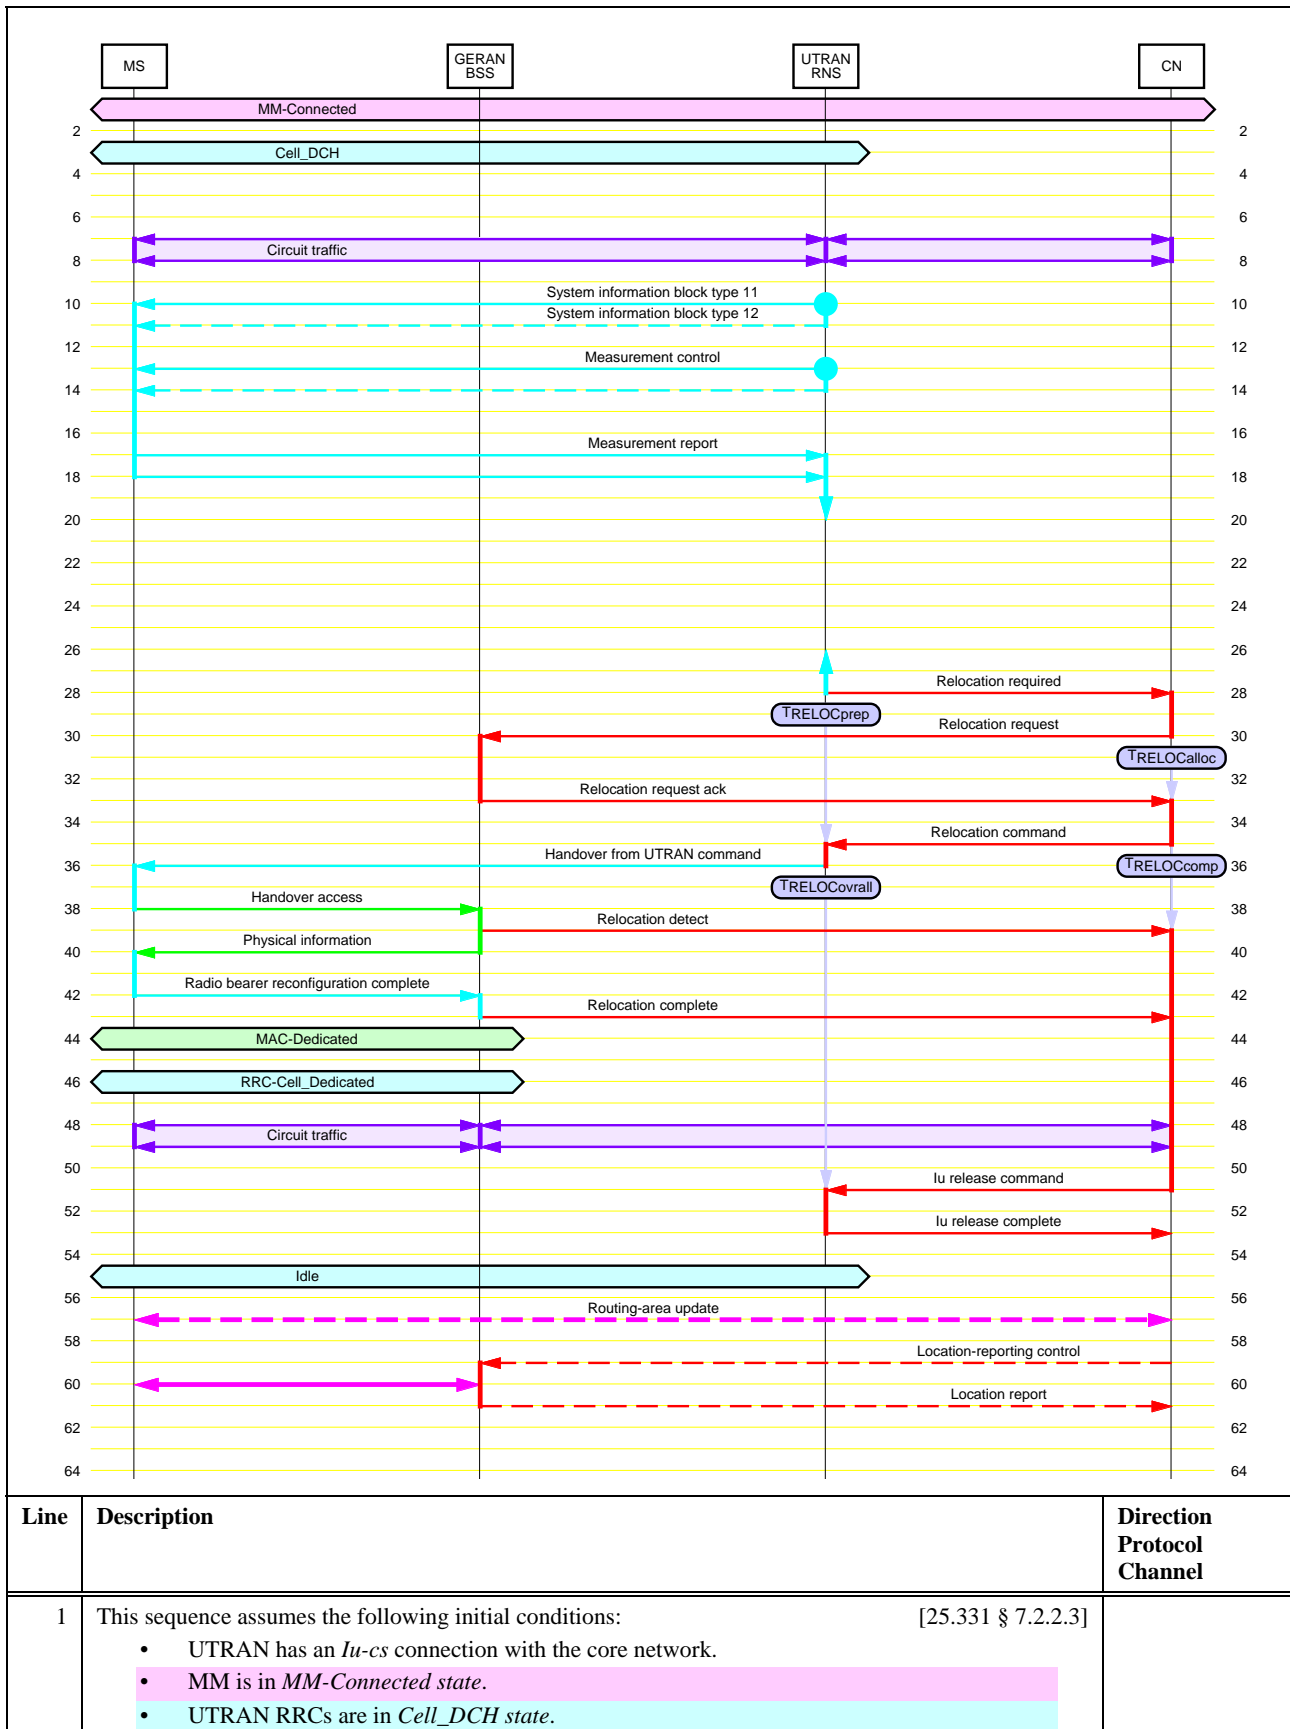 MS
GERAN
BSS
UTRAN
RNS
CN
MM-Connected
2 2
Cell_DCH
4 4
6 6
Circuit traffic
8 8
System information block type 11
10 10
System information block type 12
12 12
Measurement control
14 14
16 16
Measurement report
18 18
20 20
22 22
24 24
26 26
Relocation required
28 28
TRELOCprep
Relocation request
30 30
TRELOCalloc
32 32
Relocation request ack
34 34
Relocation command
Handover from UTRAN command
36 TRELOCcomp 36
TRELOCovrall
Handover access
38 38
Relocation detect
Physical information
40 40
Radio bearer reconfiguration complete
42 42
Relocation complete
44 MAC-Dedicated 44
46 RRC-Cell_Dedicated 46
48 48
Circuit traffic
50 50
Iu release command
52 52
Iu release complete
54 54
Idle
56 56
Routing-area update
58 58
Location-reporting control
60 60
Location report
62 62
64 64
Line Description Direction
Protocol
Channel
1 This sequence assumes the following initial conditions: [25.331 § 7.2.2.3]
• UTRAN has an Iu-cs connection with the core network.
• MM is in MM-Connected state.
• UTRAN RRCs are in Cell_DCH state.